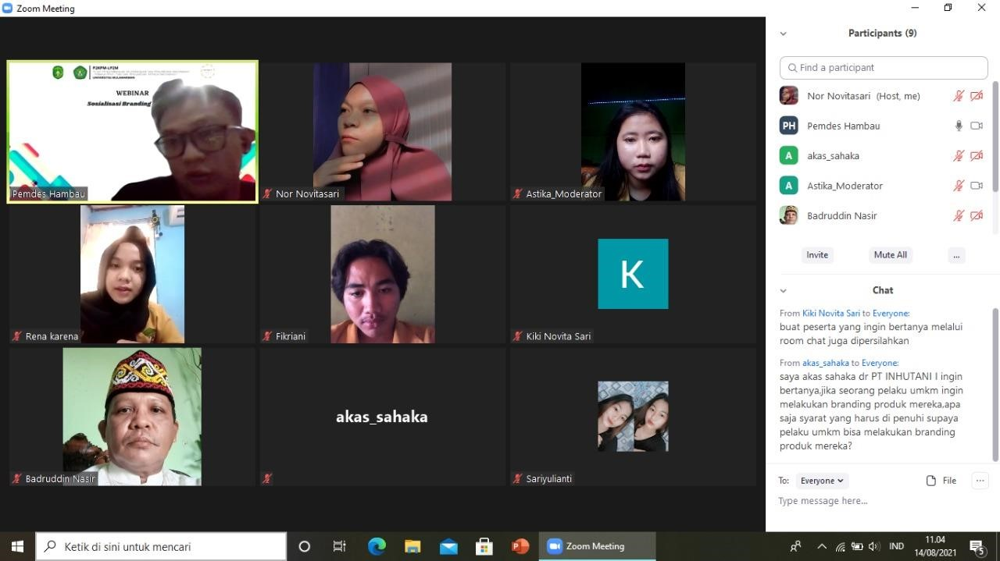 Zoom Meeting
P2KPM-LP2M
UNIVERSITAS MULAWARMAN
WEBINAR
Sosialisasi Branding
Pemdes Hambau
Nor Novitasari
Astika_Moderator
Rena karena
Fikriani
K
Kiki Novita Sari
Badruddin Nasir
akas_sahaka
Sariyulianti
Participants (9)
Find a participant
Nor Novitasari (Host, me)
PH Pemdes Hambau
A akas_sahaka
A Astika_Moderator
Badruddin Nasir
Invite Mute All ...
Chat
From Kiki Novita Sari to Everyone:
buat peserta yang ingin bertanya melalui
room chat juga dipersilahkan
From akas_sahaka to Everyone:
saya akas sahaka dr PT INHUTANI I ingin
bertanya,jika seorang pelaku umkm ingin
melakukan branding produk mereka,apa
saja syarat yang harus di penuhi supaya
pelaku umkm bisa melakukan branding
produk mereka?
To: Everyone File ...
Type message here...
Ketik di sini untuk mencari
Zoom Meeting
IND
11.04
14/08/2021
5